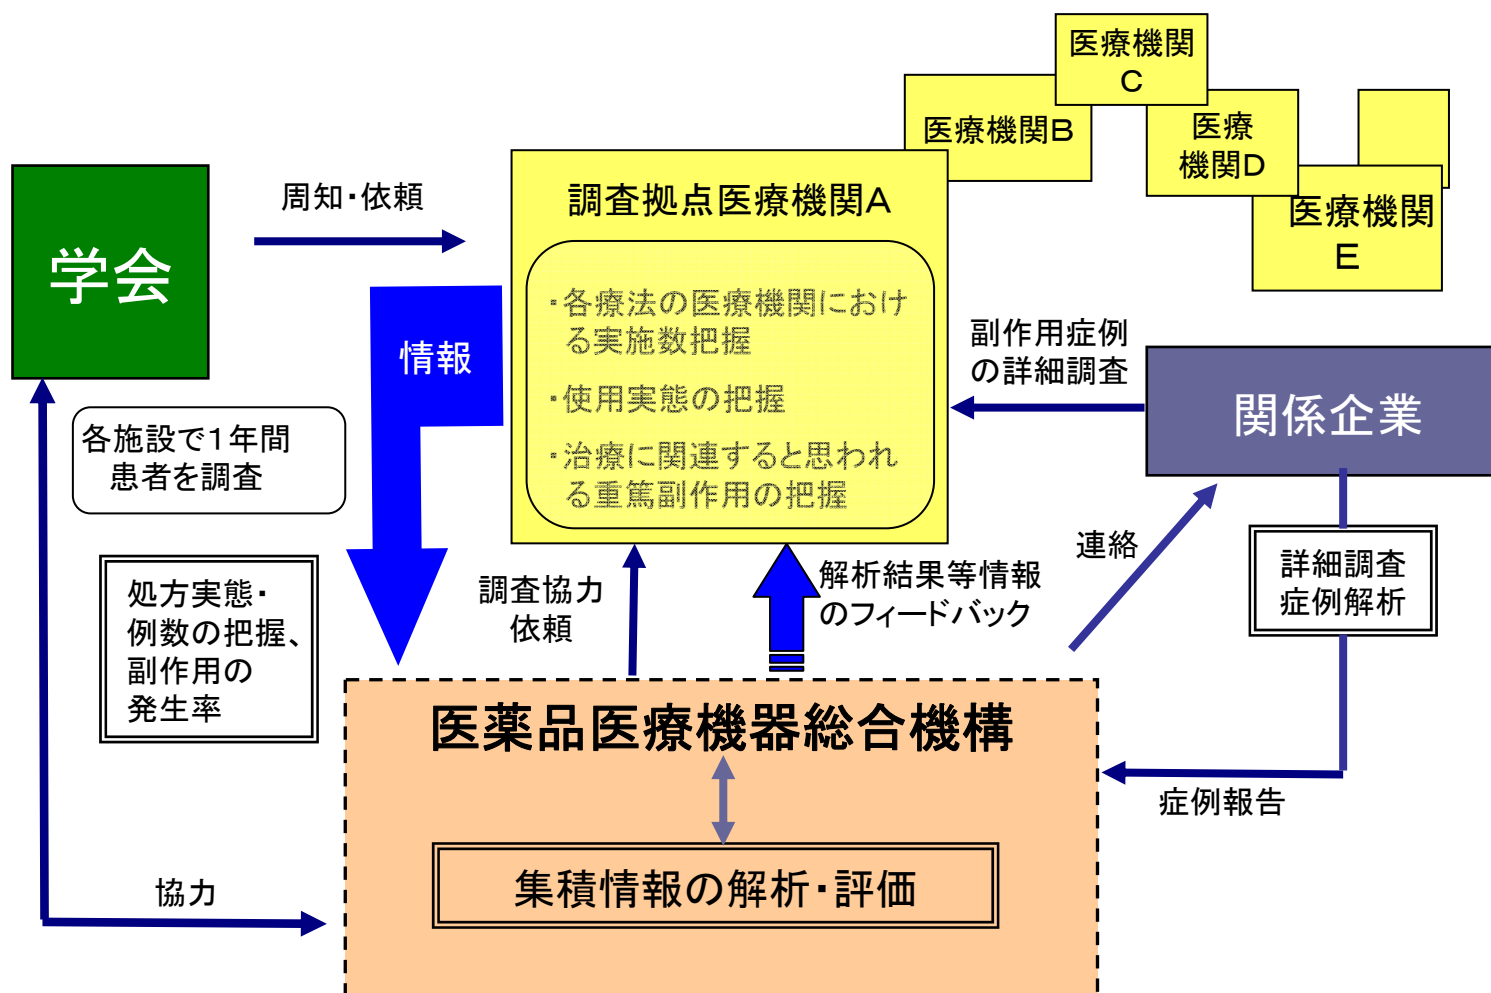 医療機関
C
医療機関B
医療
機関D
医療機関
E
学会
周知・依頼
調査拠点医療機関A
・各療法の医療機関におけ
る実施数把握
・使用実態の把握
・治療に関連すると思われ
る重篤副作用の把握
情報
副作用症例
の詳細調査
関係企業
各施設で1年間
患者を調査
処方実態・
例数の把握、
副作用の
発生率
調査協力
依頼
解析結果等情報
のフィードバック
連絡
詳細調査
症例解析
医薬品医療機器総合機構
症例報告
集積情報の解析・評価
協力